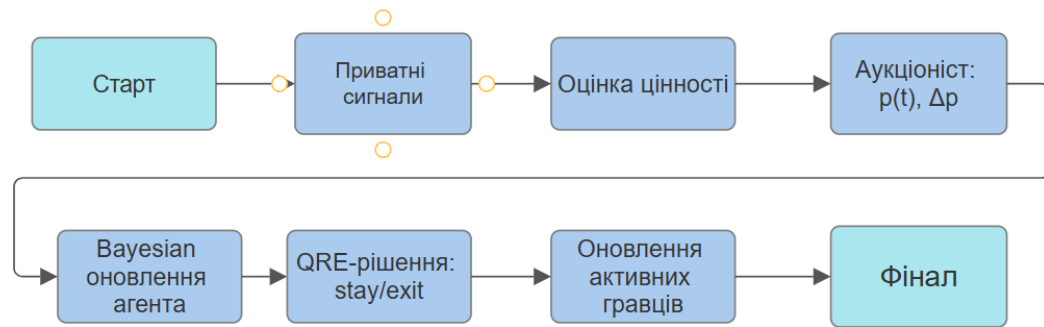 Старт
Приватні
сигнали
Оцінка цінності
Аукціоніст:
p(t), Δp
Bayesian
оновлення
агента
QRE-рішення:
stay/exit
Оновлення
активних
гравців
Фінал